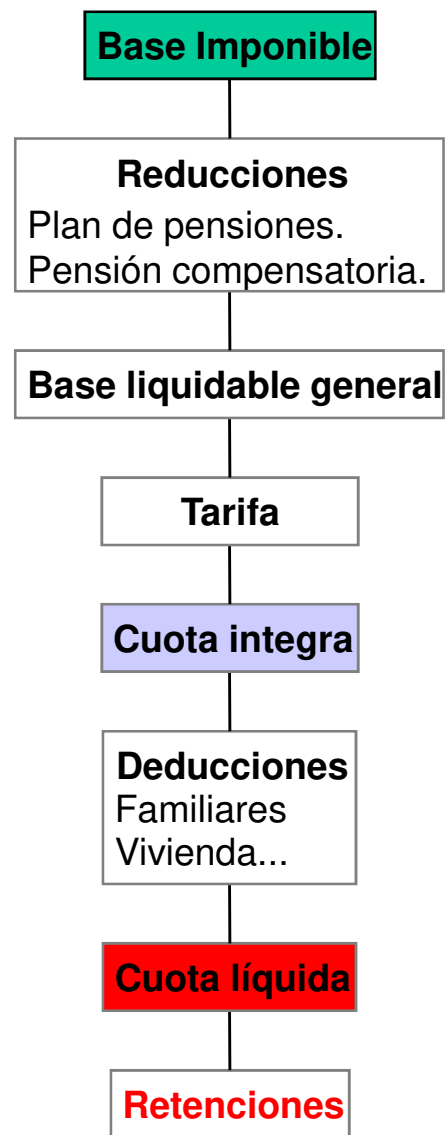 Base Imponible
Reducciones
Plan de pensiones.
Pensión compensatoria.
Base liquidable general
Tarifa
Cuota integra
Deducciones
Familiares
Vivienda...
Cuota líquida
Retenciones